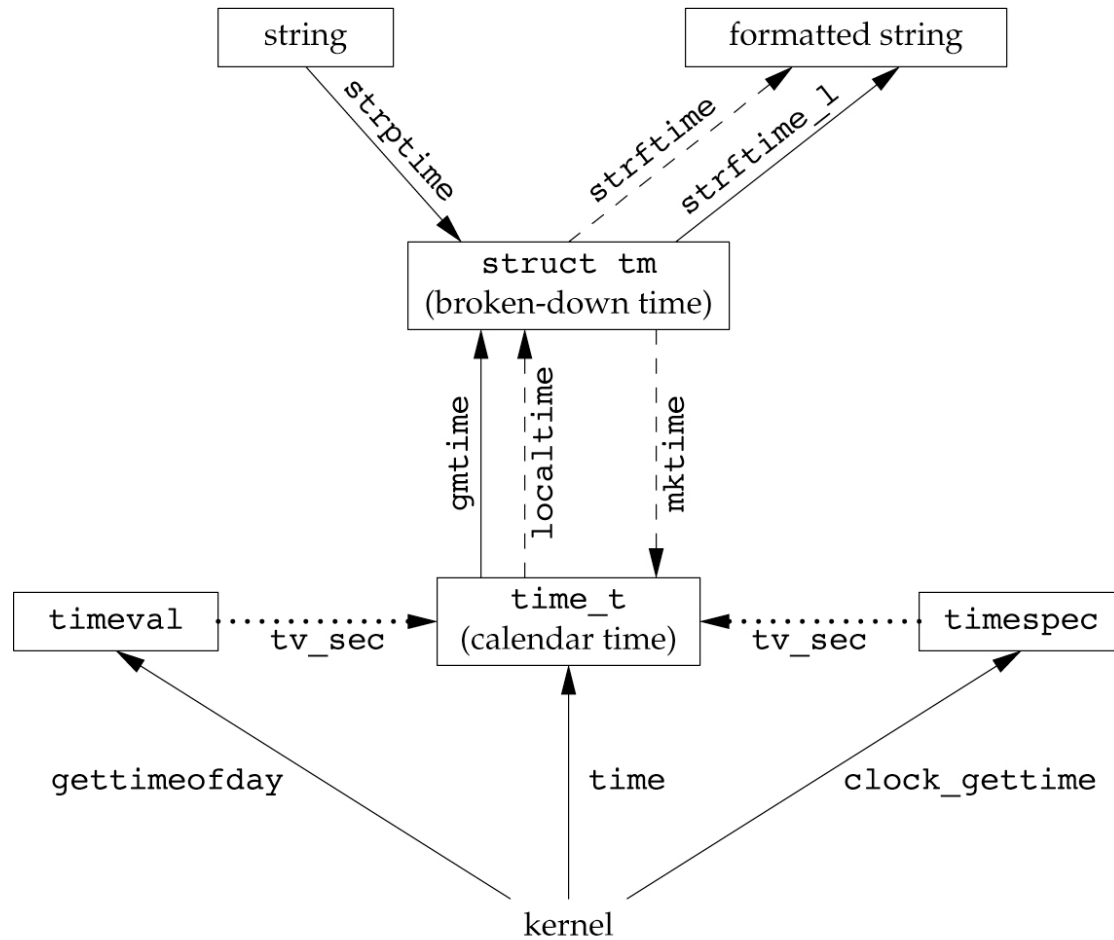 string
formatted string
strptime
strftime
strftime_l
struct tm
(broken-down time)
gmtime
localtime
mktime
timeval
tv_sec
time_t
(calendar time)
tv_sec
timespec
gettimeofday
time
clock_gettime
kernel